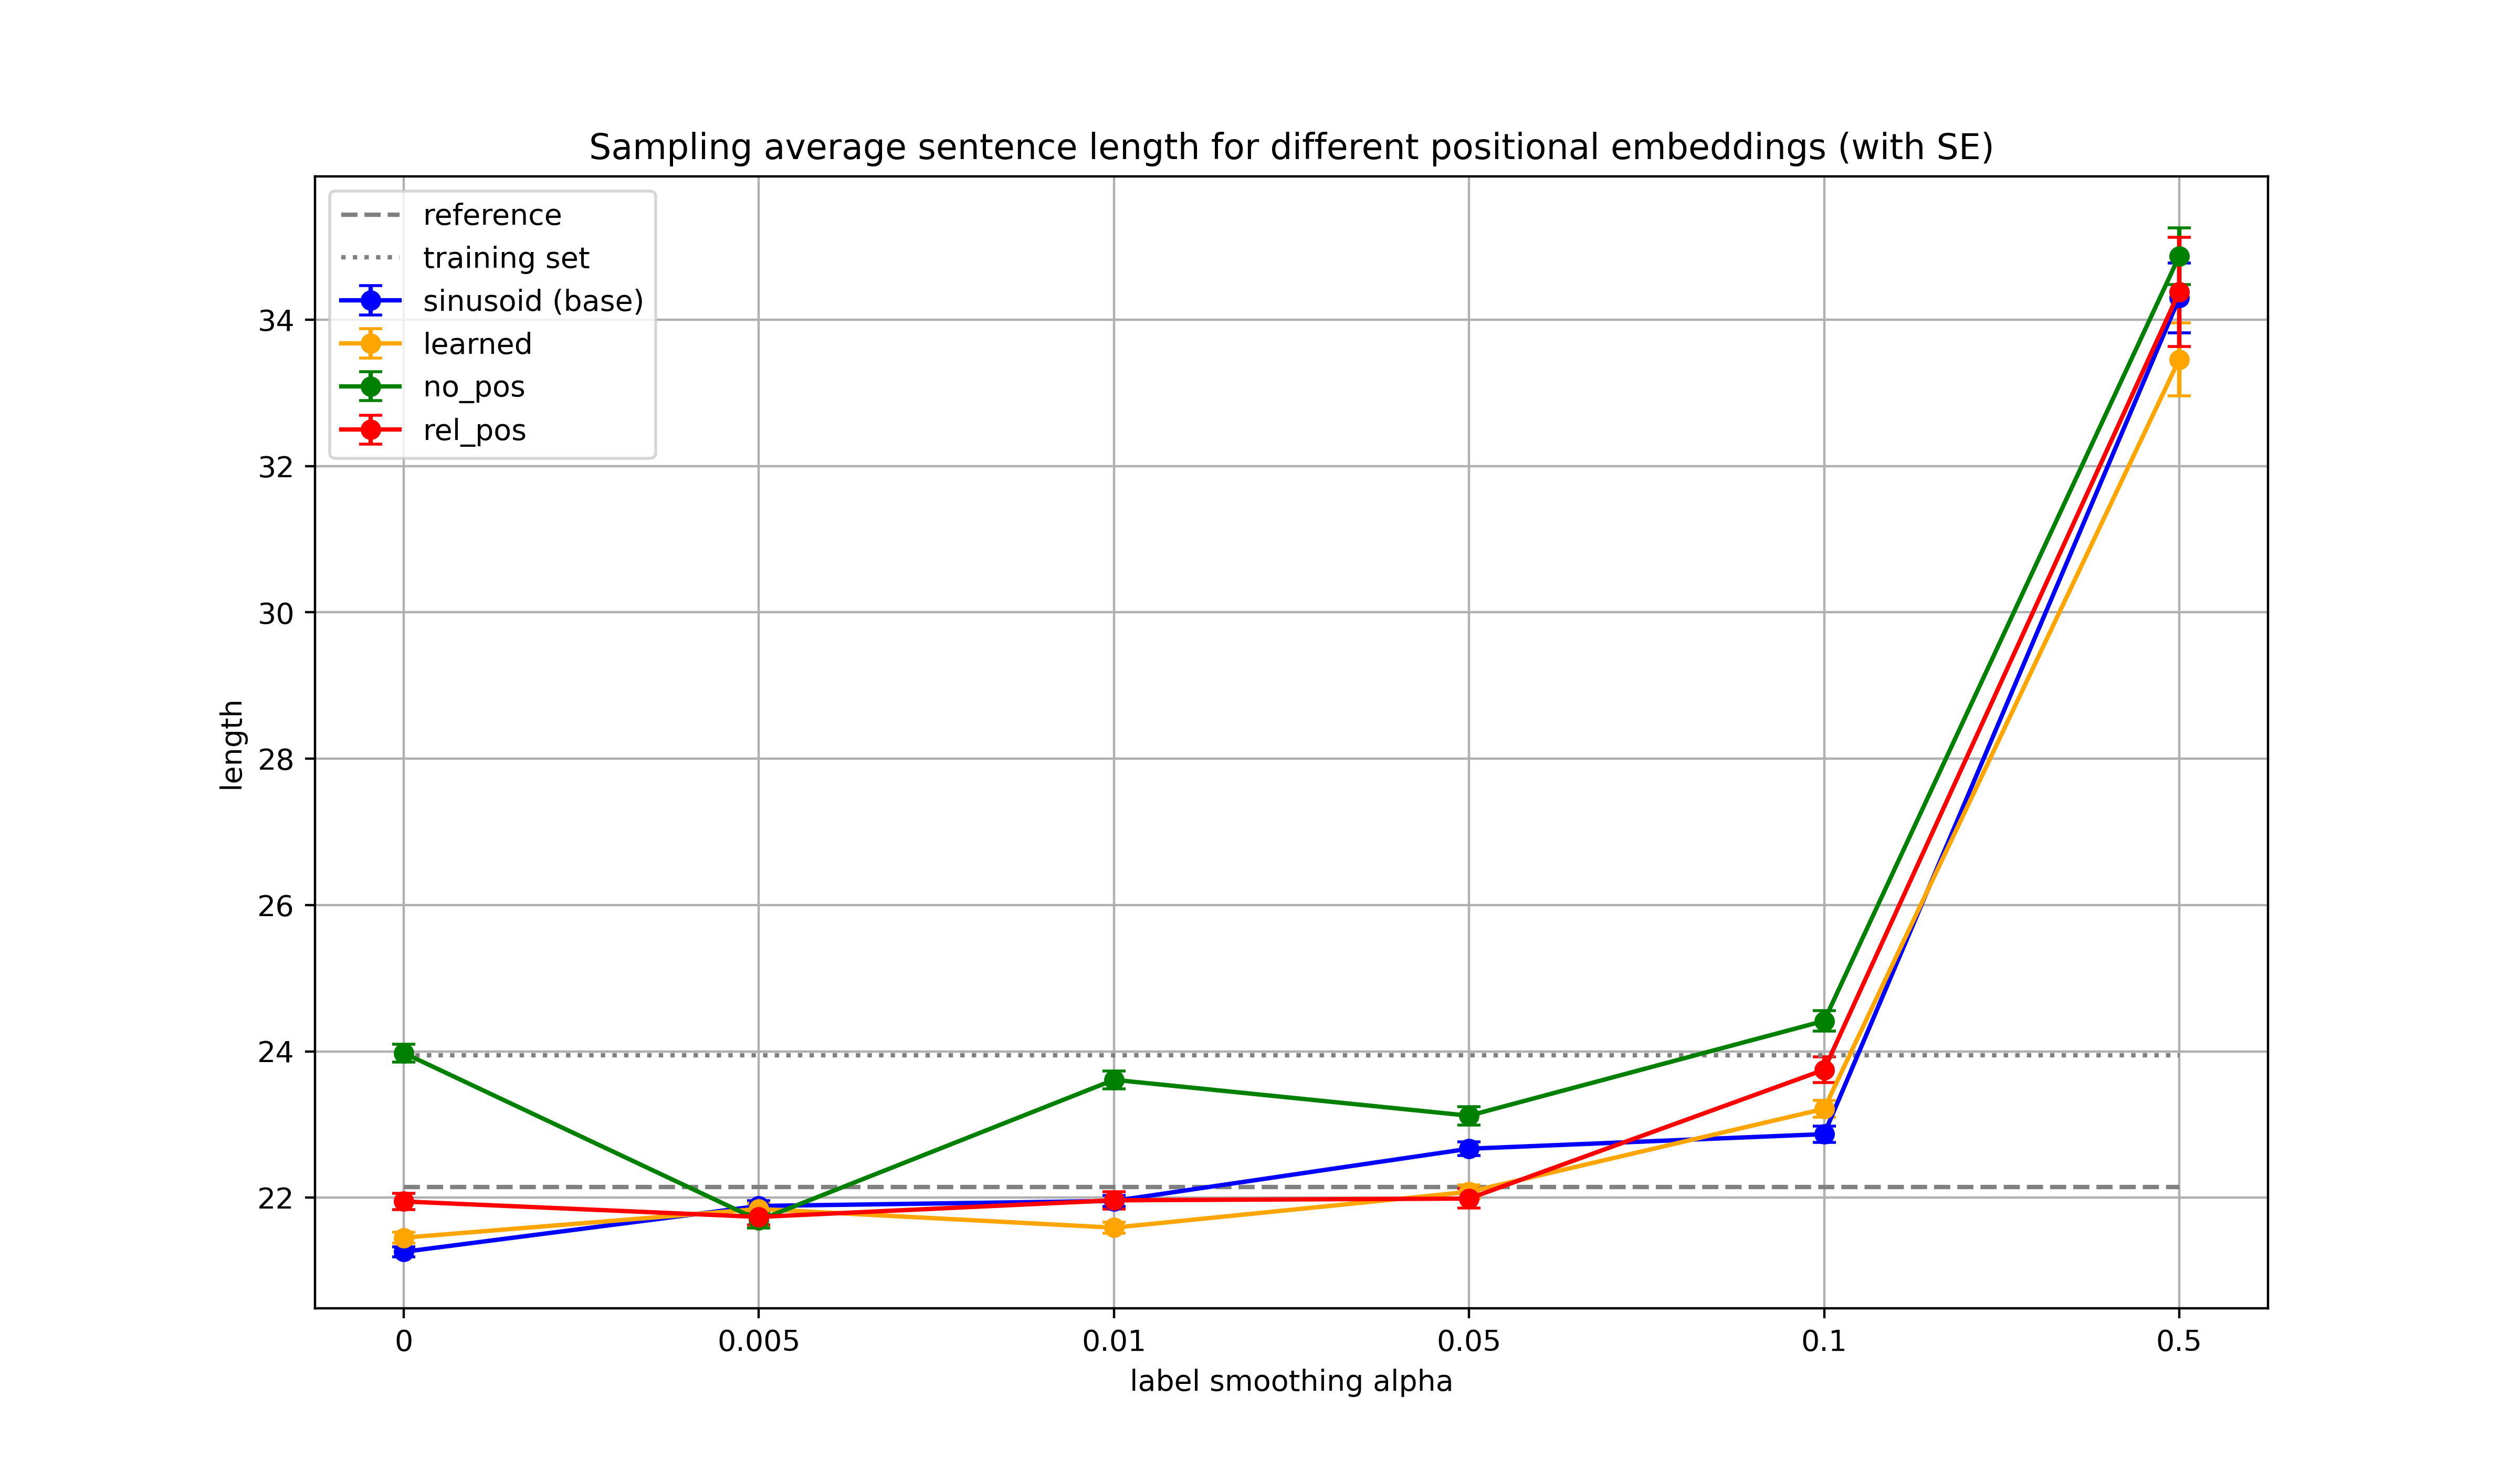 Sampling average sentence length for different positional embeddings (with SE)
reference
training set
sinusoid (base)
learned
no_pos
rel_pos
34
32
30
28
26
24
22
length
0 0.005 0.01 0.05 0.1 0.5
label smoothing alpha